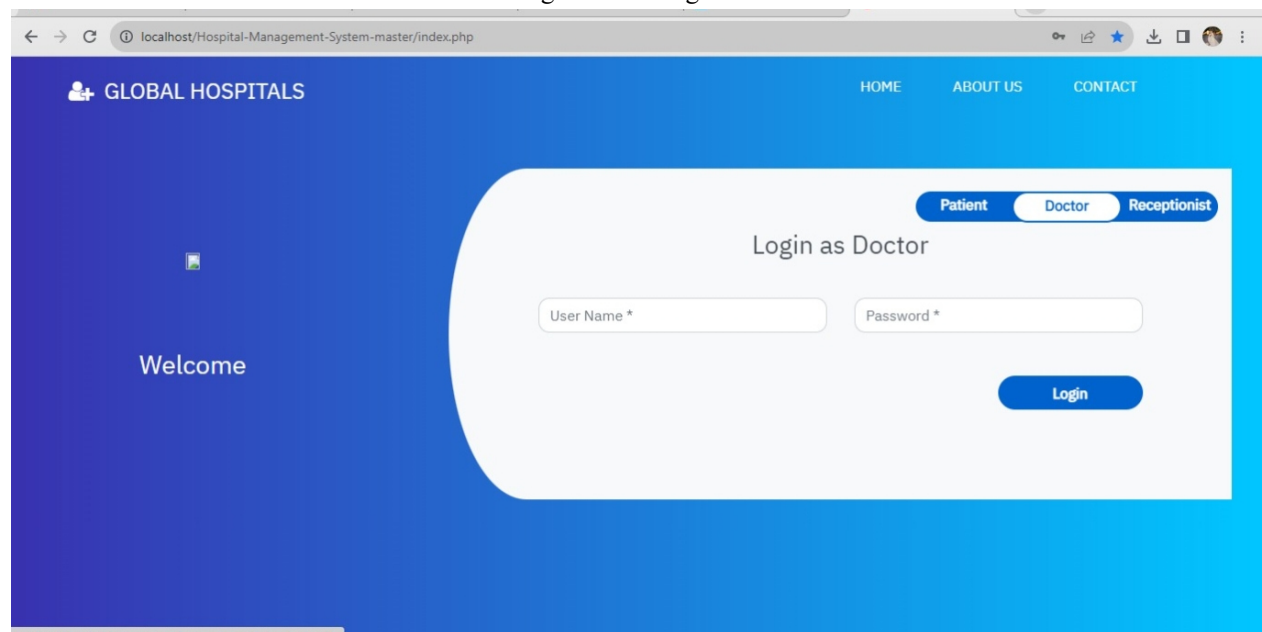 localhost/Hospital-Management-System-master/index.php
GLOBAL HOSPITALS
HOME ABOUT US CONTACT
Patient Doctor Receptionist
Login as Doctor
User Name * Password *
Welcome
Login